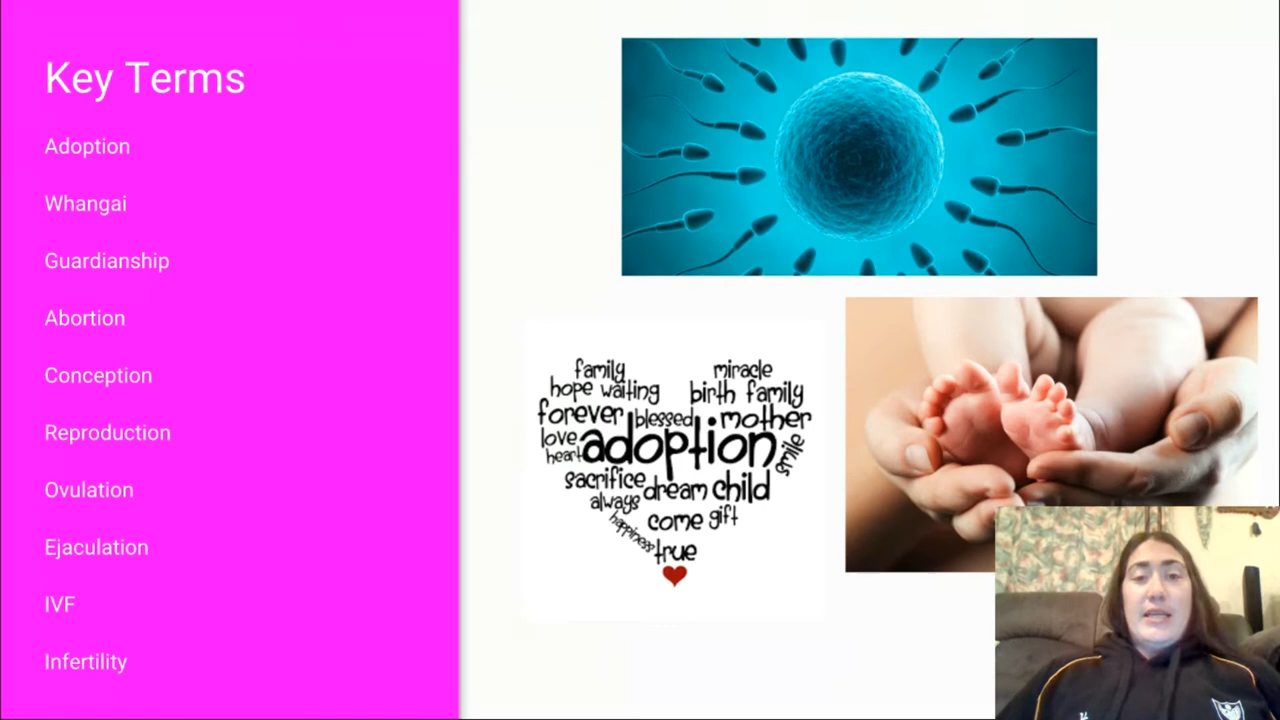 Key Terms
Adoption
Whangai
Guardianship
Abortion
Conception
Reproduction
Ovulation
Ejaculation
IVF
Infertility
family
miracle
hope waiting
birth family
forever blessed mother
love
heart
adoption
smile
sacrifice dream child
always
come gift
happiness
true